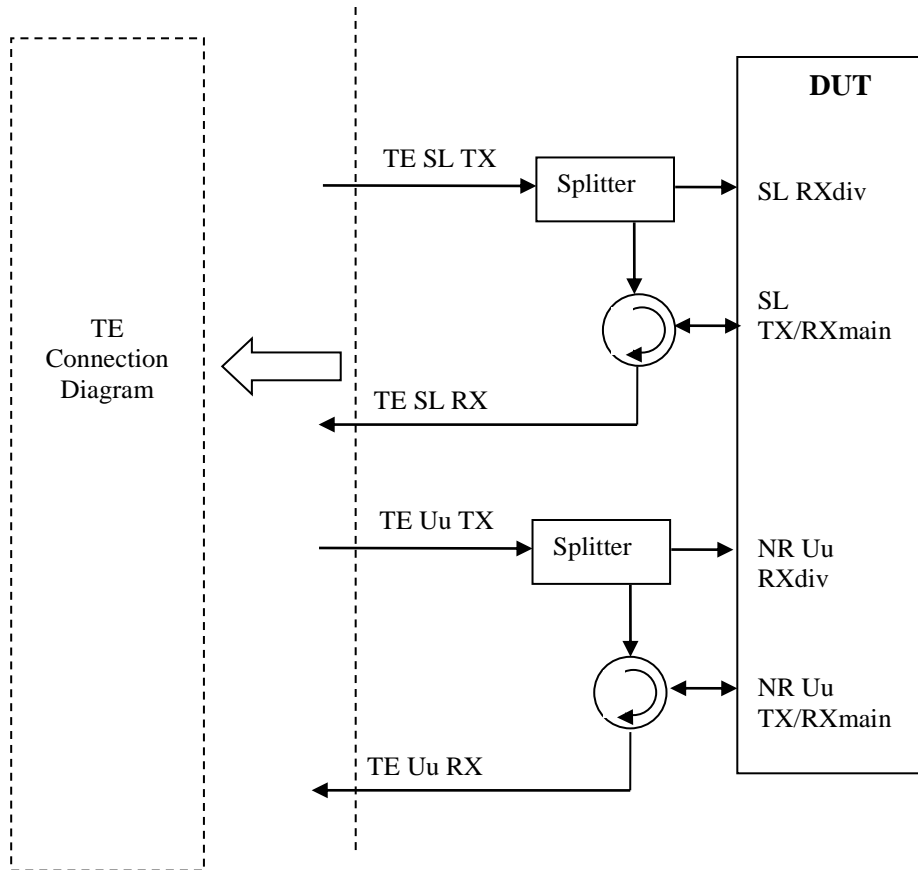 DUT
TE SL TX
Splitter
SL RXdiv
SL
TX/RXmain
TE
Connection
Diagram
TE SL RX
TE Uu TX
Splitter
NR Uu
RXdiv
NR Uu
TX/RXmain
TE Uu RX